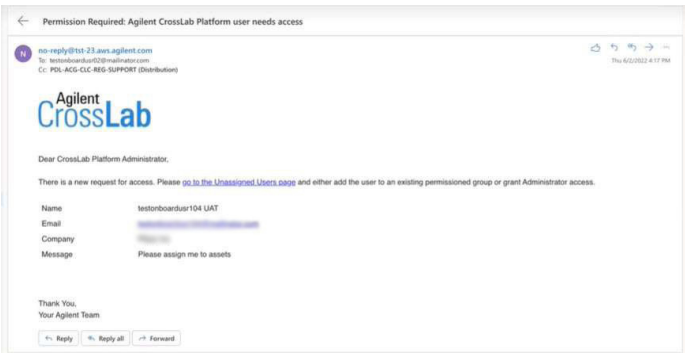 Permission Required: Agilent CrossLab Platform user needs access
N
no-reply@tst-23.aws.agilent.com
To: testonboardusr02@mailinator.com
Thu 6/2/2022 4:17 PM
Cc: PDL-ACG-CLC-REG-SUPPORT (Distribution)
Agilent
CrossLab
Dear CrossLab Platform Administrator,
There is a new request for access. Please go to the Unassigned Users page and either add the user to an existing permissioned group or grant Administrator access.
Name testonboardusr104 UAT
Email
Company
Message Please assign me to assets
Thank You,
Your Agilent Team
Reply Reply all Forward